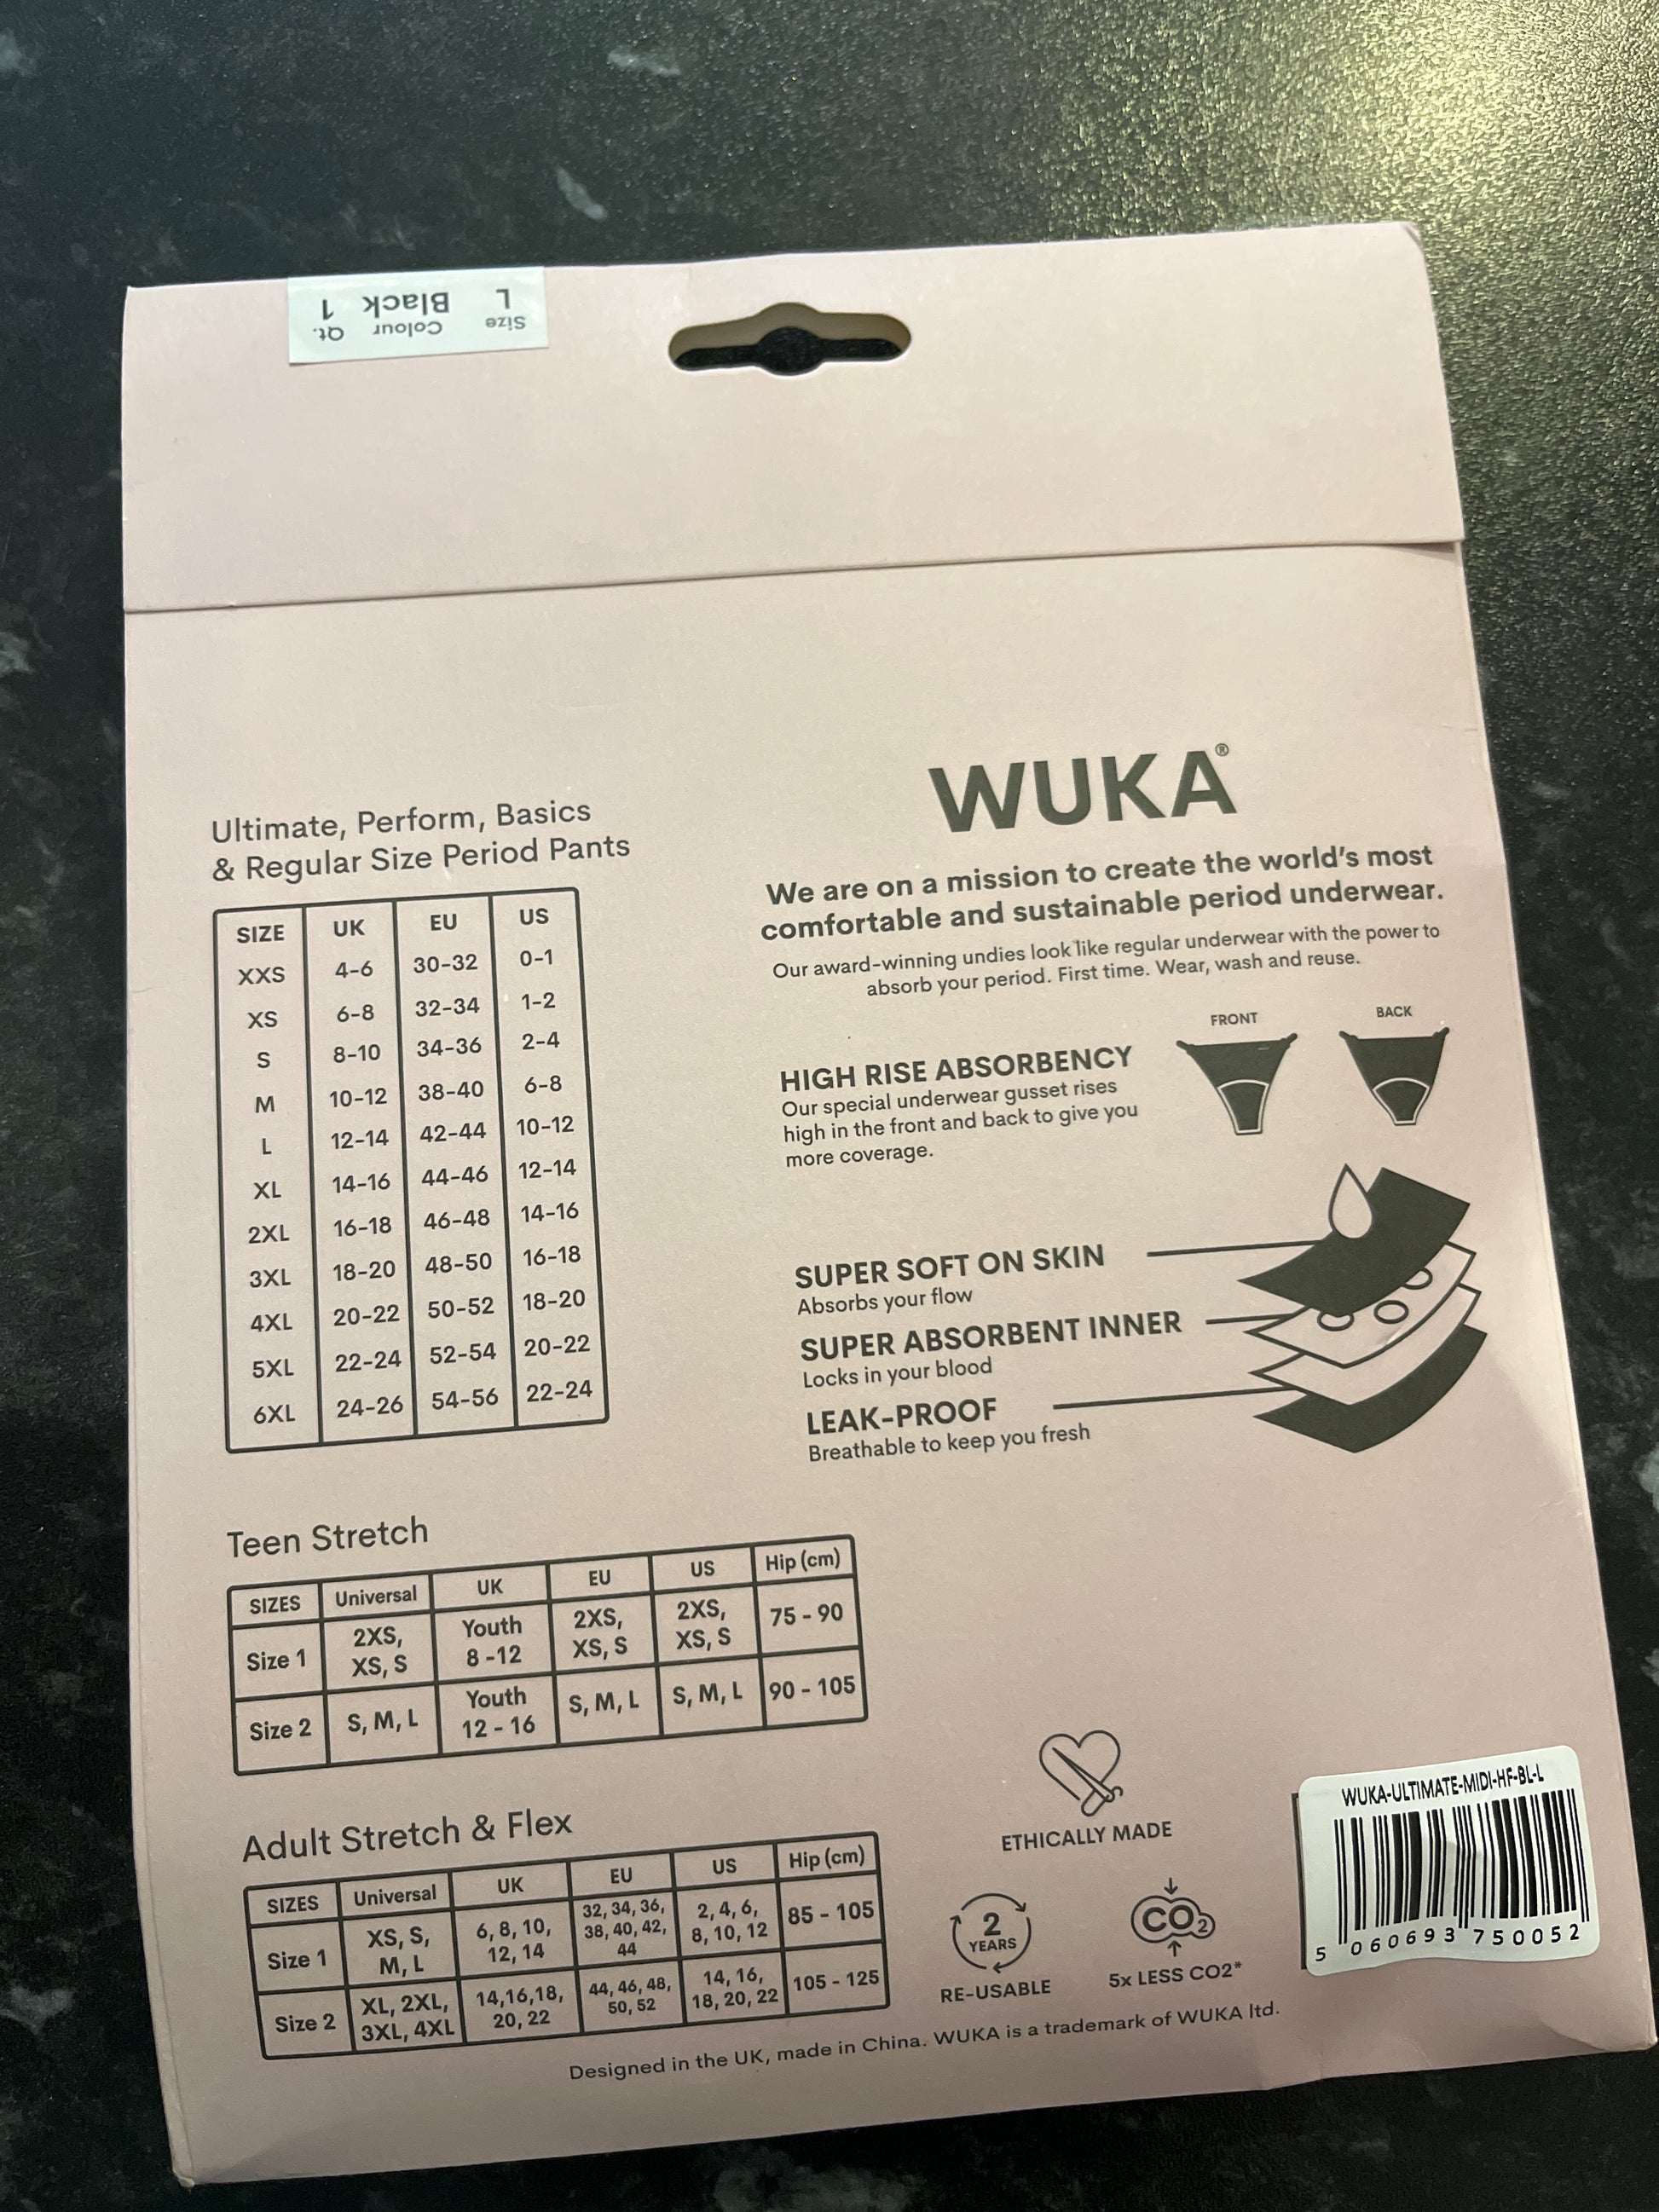 Size Colour Qt.
L Black 1
Ultimate, Perform, Basics
& Regular Size Period Pants
SIZE UK EU US
XXS 4-6 30-32 0-1
XS 6-8 32-34 1-2
S 8-10 34-36 2-4
M 10-12 38-40 6-8
L 12-14 42-44 10-12
XL 14-16 44-46 12-14
2XL 16-18 46-48 14-16
3XL 18-20 48-50 16-18
4XL 20-22 50-52 18-20
5XL 22-24 52-54 20-22
6XL 24-26 54-56 22-24
WUKA®
We are on a mission to create the world's most
comfortable and sustainable period underwear.
Our award-winning undies look like regular underwear with the power to
absorb your period. First time. Wear, wash and reuse.
FRONT BACK
HIGH RISE ABSORBENCY
Our special underwear gusset rises
high in the front and back to give you
more coverage.
SUPER SOFT ON SKIN
Absorbs your flow
SUPER ABSORBENT INNER
Locks in your blood
LEAK-PROOF
Breathable to keep you fresh
Teen Stretch
SIZES Universal UK EU US Hip (cm)
Size 1 2XS, XS, S Youth 8 -12 2XS, XS, S 2XS, XS, S 75 - 90
Size 2 S, M, L Youth 12 - 16 S, M, L S, M, L 90 - 105
Adult Stretch & Flex
SIZES Universal UK EU US Hip (cm)
Size 1 XS, S, M, L 6, 8, 10, 12, 14 32, 34, 36, 38, 40, 42, 44 2, 4, 6, 8, 10, 12 85 - 105
Size 2 XL, 2XL, 3XL, 4XL 14,16,18, 20, 22 44, 46, 48, 50, 52 14, 16, 18, 20, 22 105 - 125
ETHICALLY MADE
2
YEARS
RE-USABLE
CO2
5x LESS CO2*
WUKA-ULTIMATE-MIDI-HF-BL-L
5 060693 750052
Designed in the UK, made in China. WUKA is a trademark of WUKA ltd.